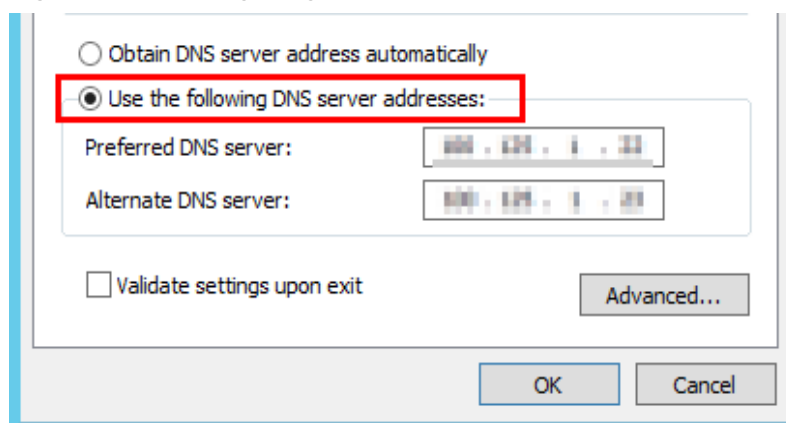 Obtain DNS server address automatically
Use the following DNS server addresses:
Preferred DNS server:
Alternate DNS server:
Validate settings upon exit
Advanced...
OK Cancel